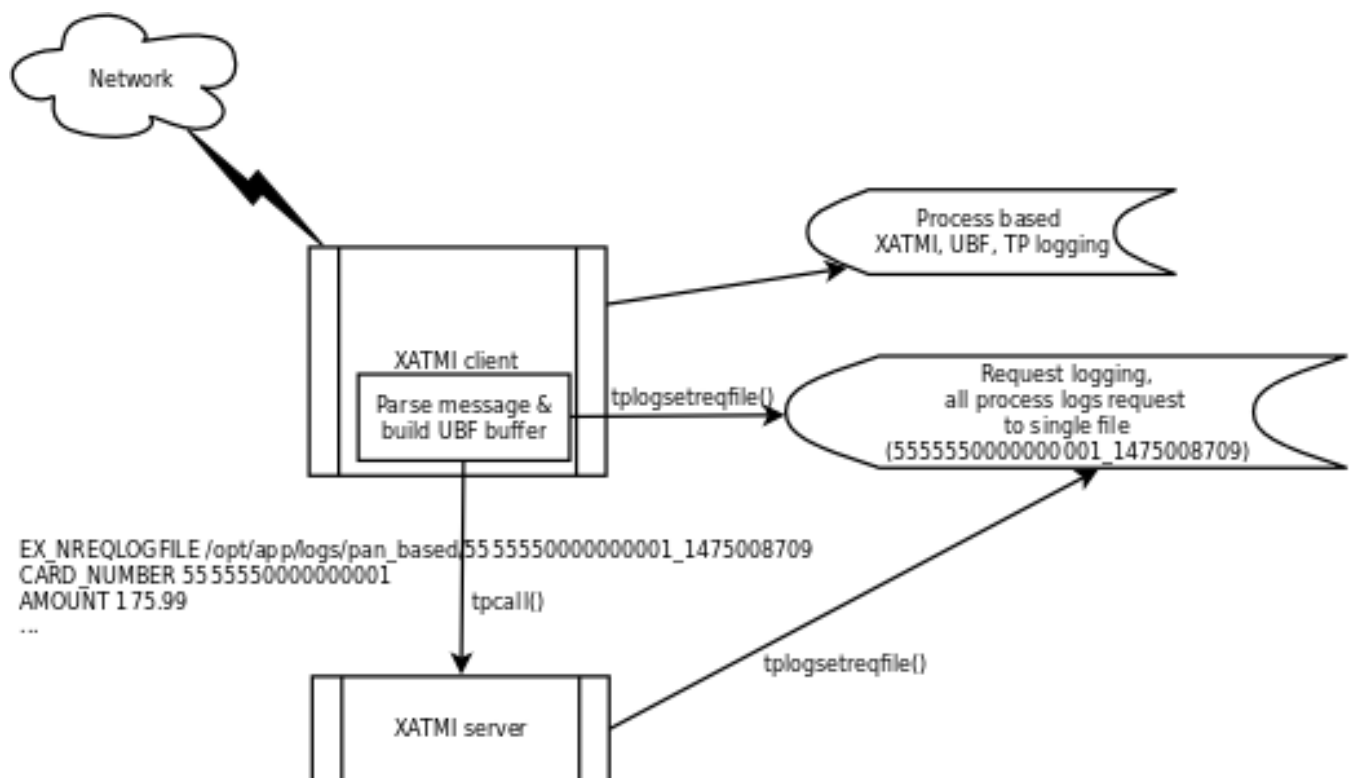 Network
Process based
XATMI, UBF, TP logging
XATMI client
Parse message &
build UBF buffer
tplogsetreqfile()
Request logging,
all process logs request
to single file
(5555550000000001_1475008709)
EX_NREQLOGFILE /opt/app/logs/pan_based/5555550000000001_1475008709
CARD_NUMBER 5555550000000001
AMOUNT 175.99
...
tpcall()
tplogsetreqfile()
XATMI server